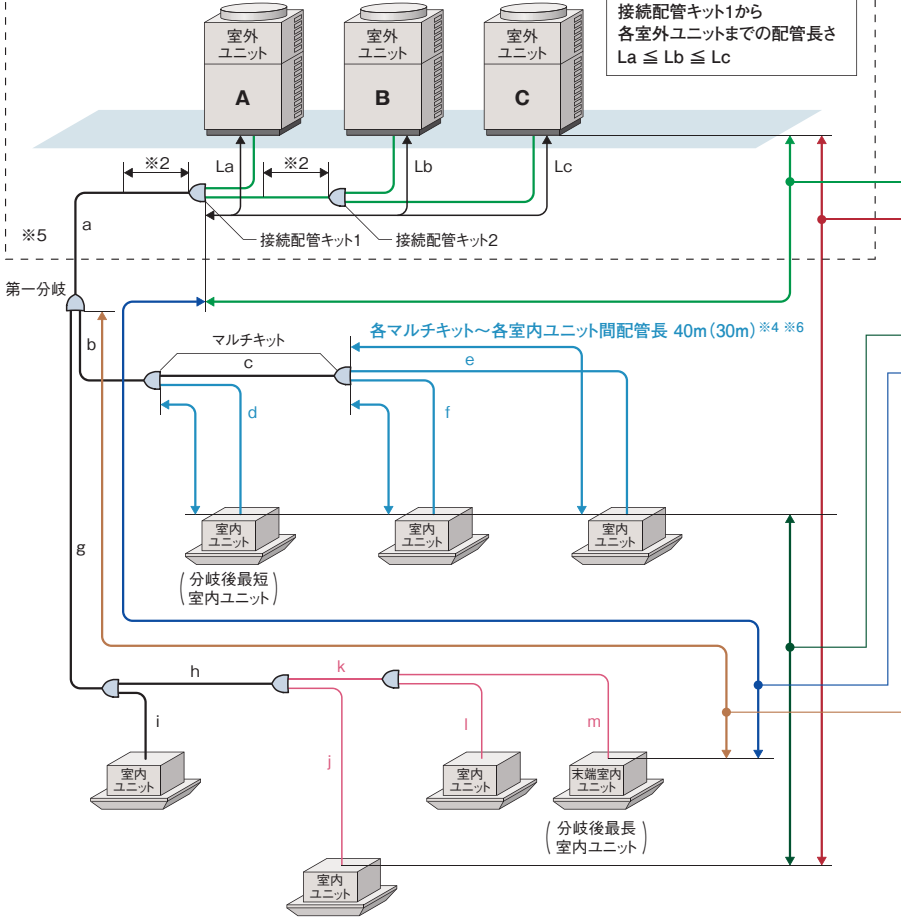 接続配管キット1から
各室外ユニットまでの配管長さ
La ≦ Lb ≦ Lc
室外
ユニット
A
室外
ユニット
B
室外
ユニット
C
※2
La
※2
Lb
Lc
a
※5
接続配管キット1
接続配管キット2
第一分岐
b
マルチキット
各マルチキット～各室内ユニット間配管長 40m(30m) ※4 ※6
c
e
d
f
室内
ユニット
室内
ユニット
室内
ユニット
g
(分岐後最短
室内ユニット)
h
k
i
j
l
m
室内
ユニット
室内
ユニット
末端室内
ユニット
(分岐後最長
室内ユニット)
室内
ユニット